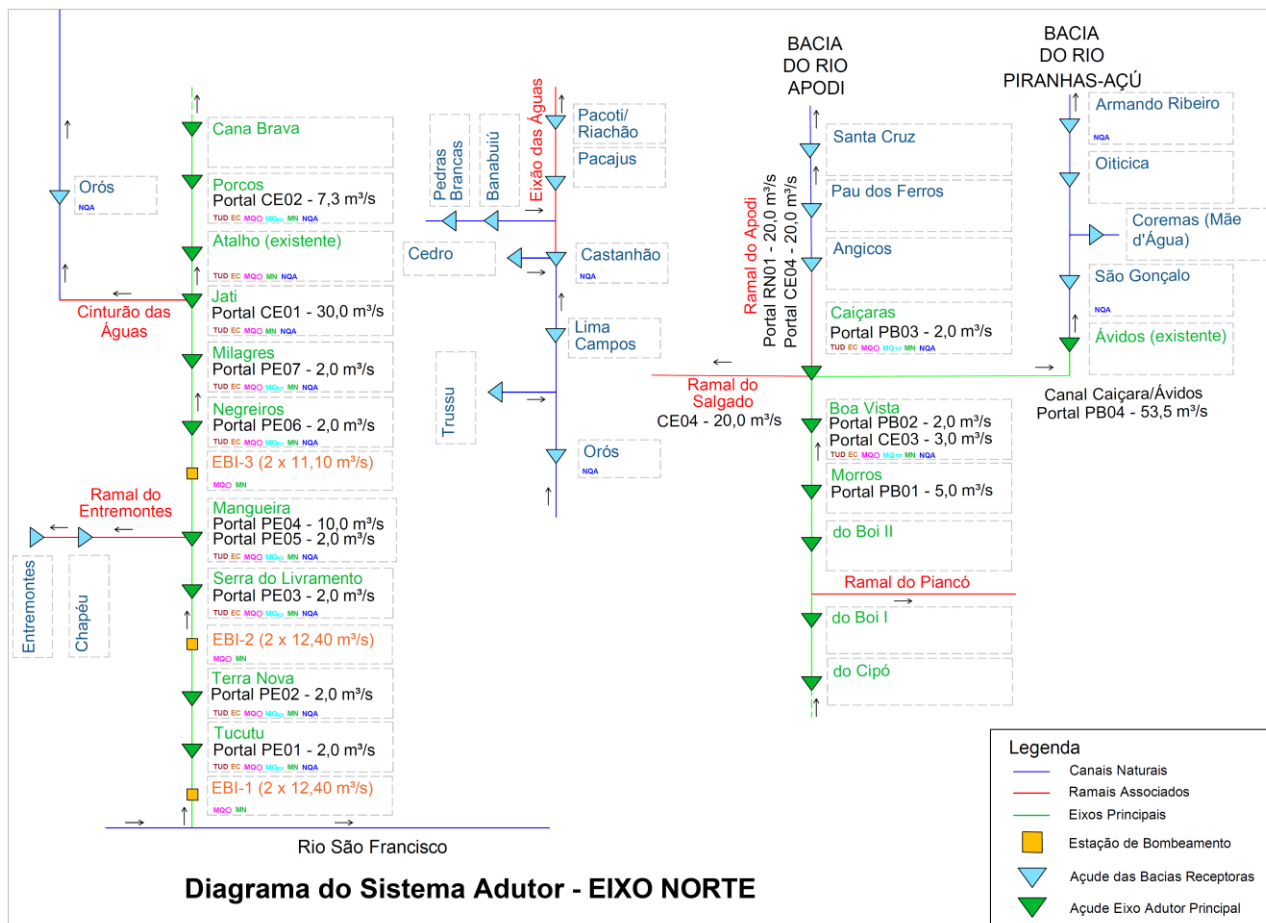 Cana Brava
Porcos
Portal CE02 - 7,3 m³/s
TUD EC MQ MQ MN NQA
Atalho (existente)
TUD EC MQ MN NQA
Orós
NQA
Jati
Portal CE01 - 30,0 m³/s
TUD EC MQ MN NQA
Cinturão das
Águas
Milagres
Portal PE07 - 2,0 m³/s
TUD EC MQ MQ MN NQA
Negreiros
Portal PE06 - 2,0 m³/s
TUD EC MQ MQ MN NQA
EBI-3 (2 x 11,10 m³/s)
MQ MN
Ramal do
Entremontes
Mangueira
Portal PE04 - 10,0 m³/s
Portal PE05 - 2,0 m³/s
TUD EC MQ MQ MN NQA
Entremontes
Chapéu
Serra do Livramento
Portal PE03 - 2,0 m³/s
TUD EC MQ MQ MN NQA
EBI-2 (2 x 12,40 m³/s)
MQ MN
Terra Nova
Portal PE02 - 2,0 m³/s
TUD EC MQ MQ MN NQA
Tucutu
Portal PE01 - 2,0 m³/s
TUD EC MQ MQ MN NQA
EBI-1 (2 x 12,40 m³/s)
MQ MN
Rio São Francisco
Eixão das Águas
Pacoti/
Riachão
Pacajus
Pedras
Brancas
Banabuiú
Cedro
Castanhão
NQA
Lima
Campos
Trussu
Orós
NQA
BACIA
DO RIO
APODI
Santa Cruz
Pau dos Ferros
Angicos
Ramal do Apodi
Portal RN01 - 20,0 m³/s
Portal CE04 - 20,0 m³/s
Caiçaras
Portal PB03 - 2,0 m³/s
TUD EC MQ MQ MN NQA
Ramal do
Salgado
CE04 - 20,0 m³/s
Boa Vista
Portal PB02 - 2,0 m³/s
Portal CE03 - 3,0 m³/s
TUD EC MQ MQ MN NQA
Morros
Portal PB01 - 5,0 m³/s
do Boi II
Ramal do Piancó
do Boi I
do Cipó
BACIA
DO RIO
PIRANHAS-AÇÚ
Armando Ribeiro
NQA
Oiticica
Coremas (Mãe
d'Água)
São Gonçalo
NQA
Ávidos (existente)
Canal Caiçara/Ávidos
Portal PB04 - 53,5 m³/s
Legenda
Canais Naturais
Ramais Associados
Eixos Principais
Estação de Bombeamento
Açude das Bacias Receptoras
Açude Eixo Adutor Principal
Diagrama do Sistema Adutor - EIXO NORTE